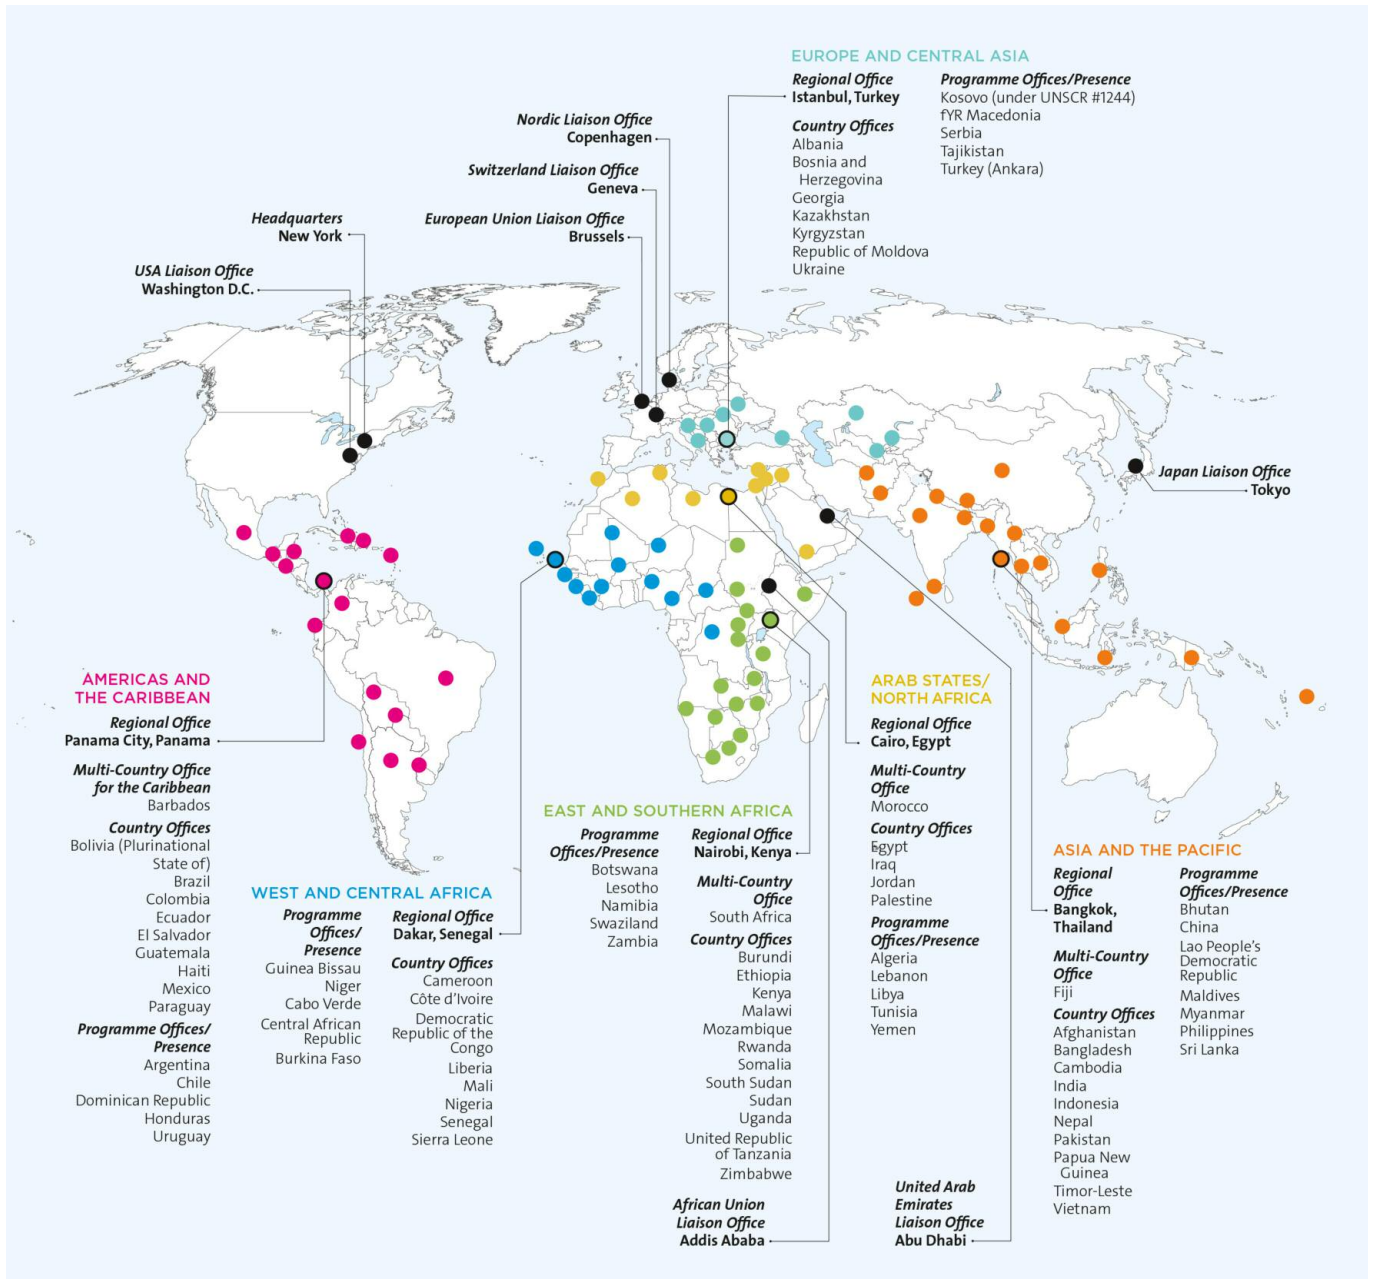 EUROPE AND CENTRAL ASIA
Regional Office
Istanbul, Turkey
Country Offices
Albania
Bosnia and
Herzegovina
Georgia
Kazakhstan
Kyrgyzstan
Republic of Moldova
Ukraine
Programme Offices/Presence
Kosovo (under UNSCR #1244)
fYR Macedonia
Serbia
Tajikistan
Turkey (Ankara)
Nordic Liaison Office
Copenhagen
Switzerland Liaison Office
Geneva
European Union Liaison Office
Brussels
Headquarters
New York
USA Liaison Office
Washington D.C.
Japan Liaison Office
Tokyo
AMERICAS AND
THE CARIBBEAN
Regional Office
Panama City, Panama
Multi-Country Office
for the Caribbean
Barbados
Country Offices
Bolivia (Plurinational
State of)
Brazil
Colombia
Ecuador
El Salvador
Guatemala
Haiti
Mexico
Paraguay
Programme Offices/
Presence
Argentina
Chile
Dominican Republic
Honduras
Uruguay
WEST AND CENTRAL AFRICA
Programme
Offices/
Presence
Guinea Bissau
Niger
Cabo Verde
Central African
Republic
Burkina Faso
Regional Office
Dakar, Senegal
Country Offices
Cameroon
Côte d'Ivoire
Democratic
Republic of the
Congo
Liberia
Mali
Nigeria
Senegal
Sierra Leone
EAST AND SOUTHERN AFRICA
Programme
Offices/Presence
Botswana
Lesotho
Namibia
Swaziland
Zambia
Regional Office
Nairobi, Kenya
Multi-Country
Office
South Africa
Country Offices
Burundi
Ethiopia
Kenya
Malawi
Mozambique
Rwanda
Somalia
South Sudan
Sudan
Uganda
United Republic
of Tanzania
Zimbabwe
African Union
Liaison Office
Addis Ababa
ARAB STATES/
NORTH AFRICA
Regional Office
Cairo, Egypt
Multi-Country
Office
Morocco
Country Offices
Egypt
Iraq
Jordan
Palestine
Programme
Offices/Presence
Algeria
Lebanon
Libya
Tunisia
Yemen
United Arab
Emirates
Liaison Office
Abu Dhabi
ASIA AND THE PACIFIC
Regional
Office
Bangkok,
Thailand
Multi-Country
Office
Fiji
Country Offices
Afghanistan
Bangladesh
Cambodia
India
Indonesia
Nepal
Pakistan
Papua New
Guinea
Timor-Leste
Vietnam
Programme
Offices/Presence
Bhutan
China
Lao People's
Democratic
Republic
Maldives
Myanmar
Philippines
Sri Lanka